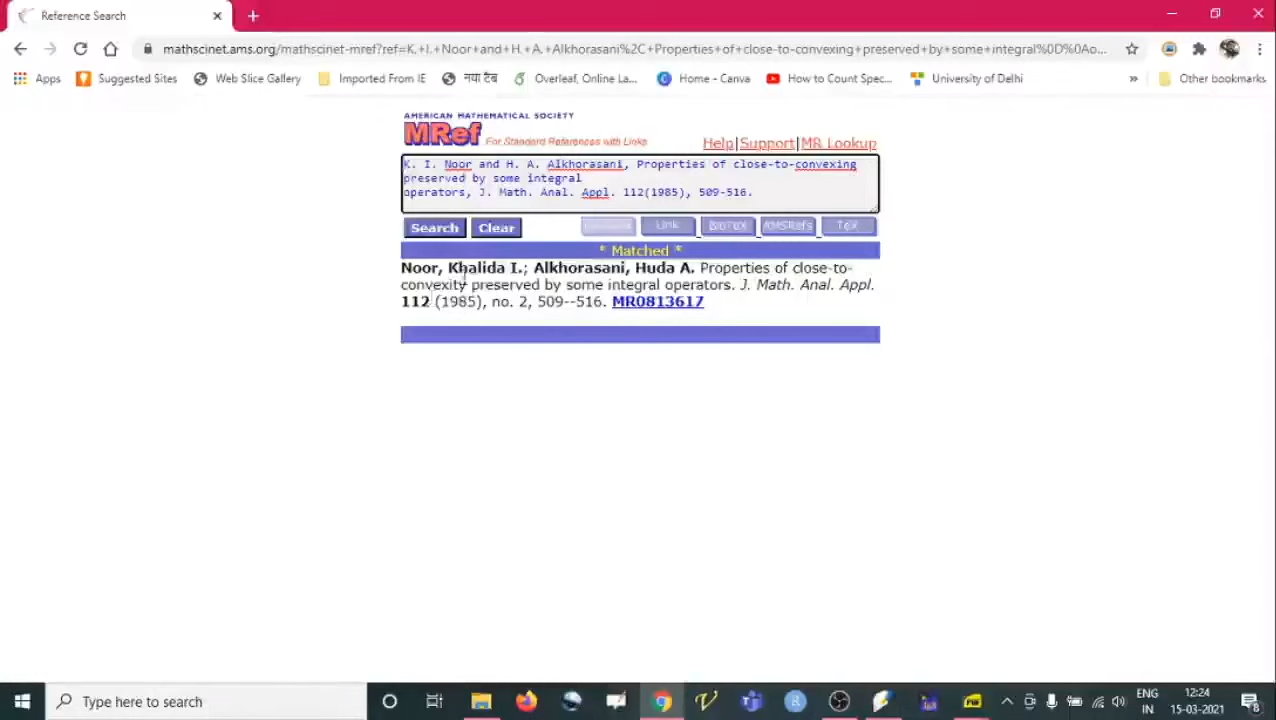 Reference Search
mathscinet.ams.org/mathscinet-mref?ref=K.+I.+Noor+and+H.+A.+Alkhorasani%2C+Properties+of+close-to-convexing+preserved+by+some+integral%0D%0Ao...
Apps Suggested Sites Web Slice Gallery Imported From IE नया टैब Overleaf, Online La... Home - Canva How to Count Spec... University of Delhi » Other bookmarks
AMERICAN MATHEMATICAL SOCIETY
MRef For Standard References with Links Help|Support|MR Lookup
K. I. Noor and H. A. Alkhorasani, Properties of close-to-convexing
preserved by some integral
operators, J. Math. Anal. Appl. 112(1985), 509-516.
Search Clear Link BibTeX AMSRefs TeX
* Matched *
Noor, Khalida I.; Alkhorasani, Huda A. Properties of close-to-
convexity preserved by some integral operators. J. Math. Anal. Appl.
112 (1985), no. 2, 509--516. MR0813617
Type here to search
ENG 12:24
IN 15-03-2021 8